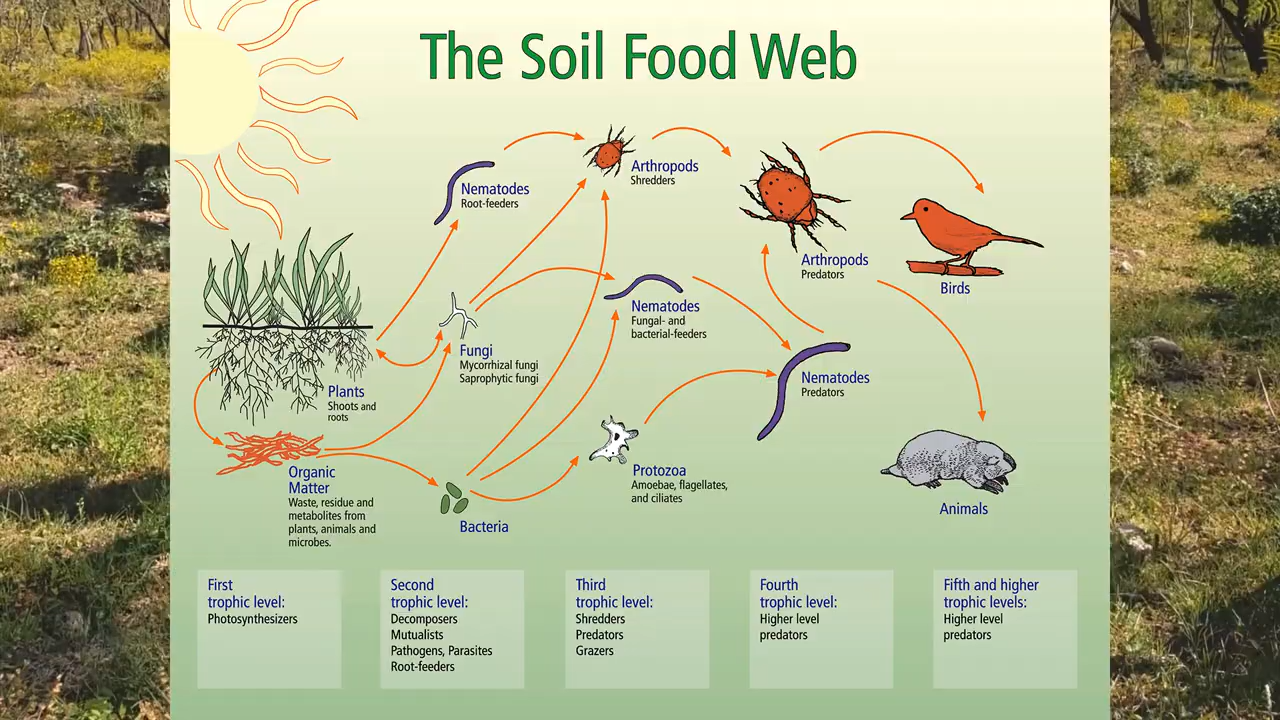 The Soil Food Web
Nematodes
Root-feeders
Arthropods
Shredders
Arthropods
Predators
Birds
Nematodes
Fungal- and
bacterial-feeders
Fungi
Mycorrhizal fungi
Saprophytic fungi
Plants
Shoots and
roots
Nematodes
Predators
Organic
Matter
Waste, residue and
metabolites from
plants, animals and
microbes.
Bacteria
Protozoa
Amoebae, flagellates,
and ciliates
Animals
First
trophic level:
Photosynthesizers
Second
trophic level:
Decomposers
Mutualists
Pathogens, Parasites
Root-feeders
Third
trophic level:
Shredders
Predators
Grazers
Fourth
trophic level:
Higher level
predators
Fifth and higher
trophic levels:
Higher level
predators